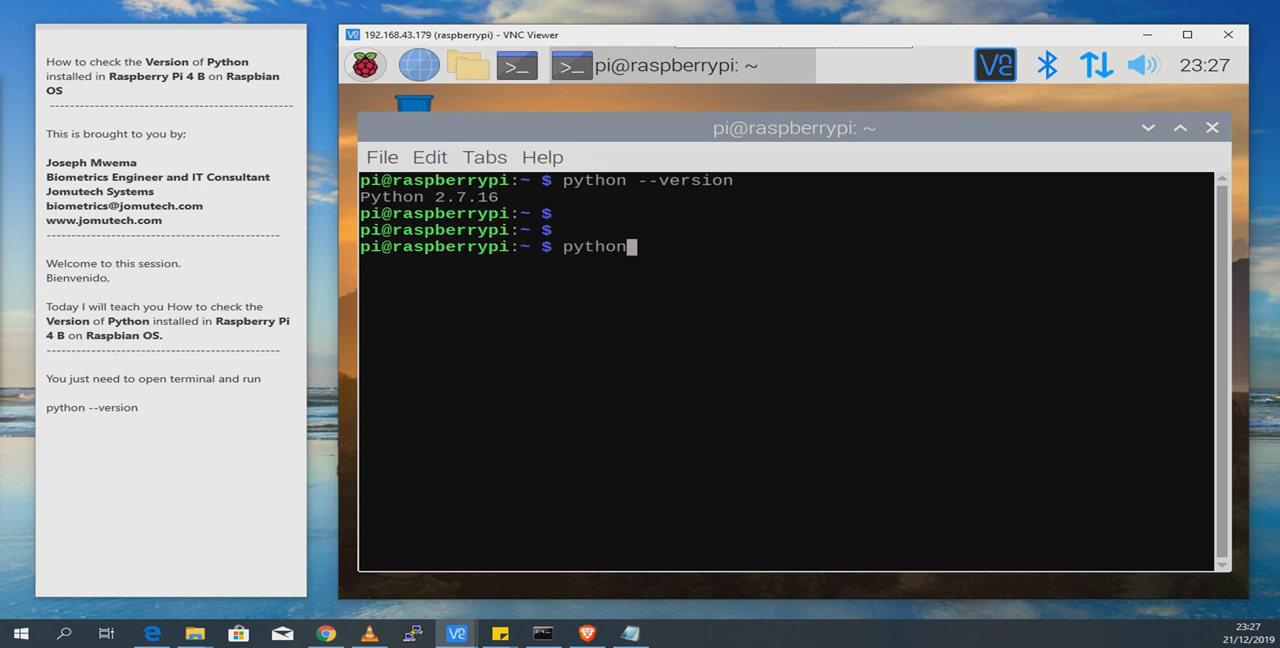 How to check the Version of Python
installed in Raspberry Pi 4 B on Raspbian
OS
-------------------------------------------------
This is brought to you by;
Joseph Mwema
Biometrics Engineer and IT Consultant
Jomutech Systems
biometrics@jomutech.com
www.jomutech.com
-----------------------------------------------
Welcome to this session.
Bienvenido,
Today I will teach you How to check the
Version of Python installed in Raspberry Pi
4 B on Raspbian OS.
-----------------------------------------------
You just need to open terminal and run
python --version
192.168.43.179 (raspberrypi) - VNC Viewer
pi@raspberrypi: ~
23:27
pi@raspberrypi: ~
File Edit Tabs Help
pi@raspberrypi:~ $ python --version
Python 2.7.16
pi@raspberrypi:~ $
pi@raspberrypi:~ $
pi@raspberrypi:~ $ python
23:27
21/12/2019